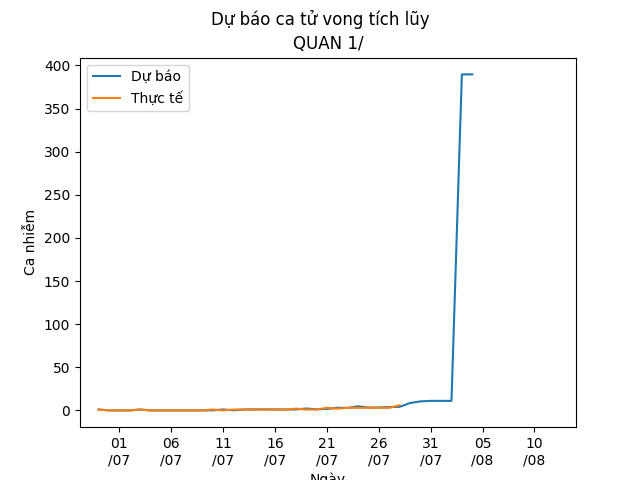 Dự báo ca tử vong tích lũy
QUAN 1/
Dự báo
Thực tế
Ca nhiễm
400
350
300
250
200
150
100
50
0
01 06 11 16 21 26 31 05 10
/07 /07 /07 /07 /07 /07 /07 /08 /08
Ngày